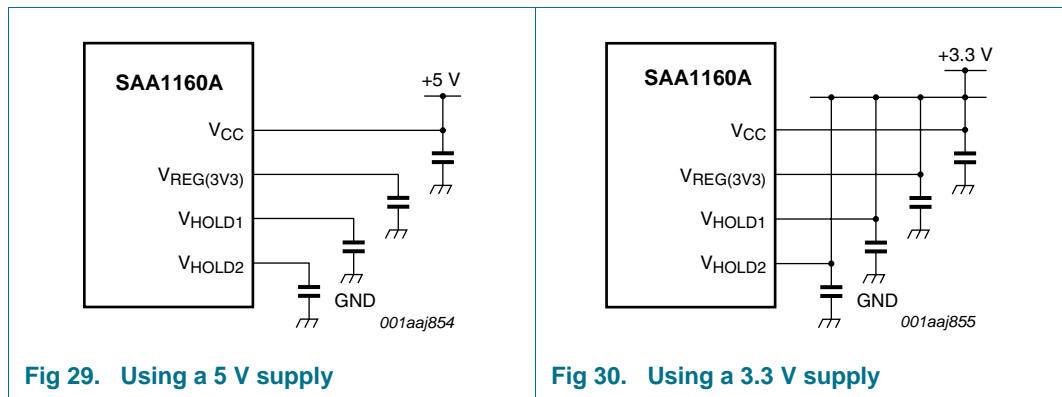 SAA1160A
+5 V
VCC
VREG(3V3)
VHOLD1
VHOLD2
GND
001aaj854
Fig 29. Using a 5 V supply
+3.3 V
SAA1160A
VCC
VREG(3V3)
VHOLD1
VHOLD2
GND
001aaj855
Fig 30. Using a 3.3 V supply